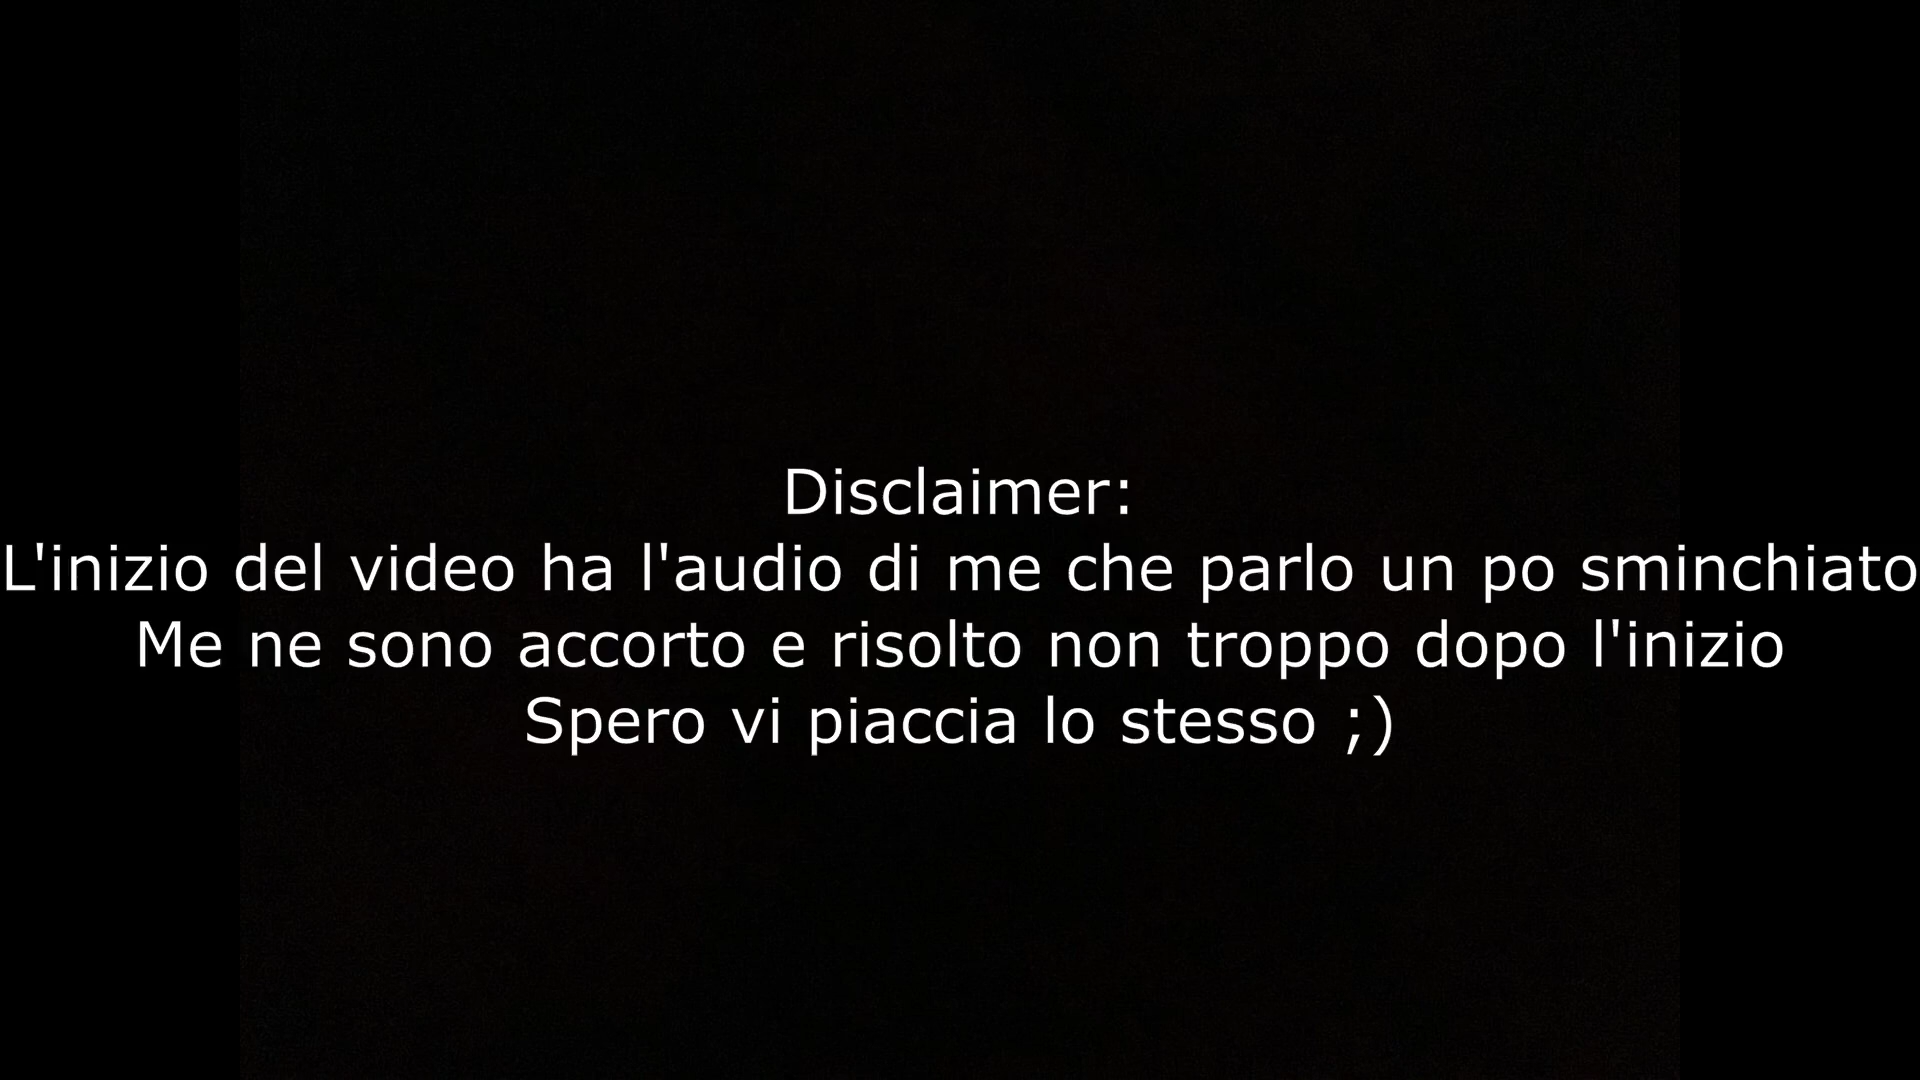 Disclaimer:
L'inizio del video ha l'audio di me che parlo un po sminchiato
Me ne sono accorto e risolto non troppo dopo l'inizio
Spero vi piaccia lo stesso ;)